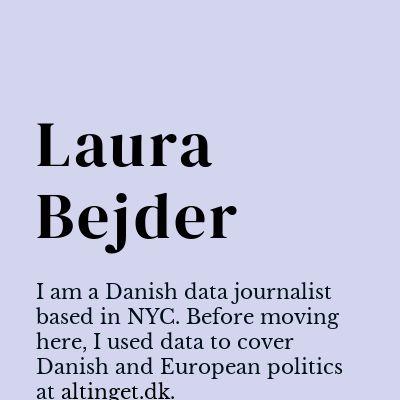 Laura
Bejder
I am a Danish data journalist
based in NYC. Before moving
here, I used data to cover
Danish and European politics
at altinget.dk.